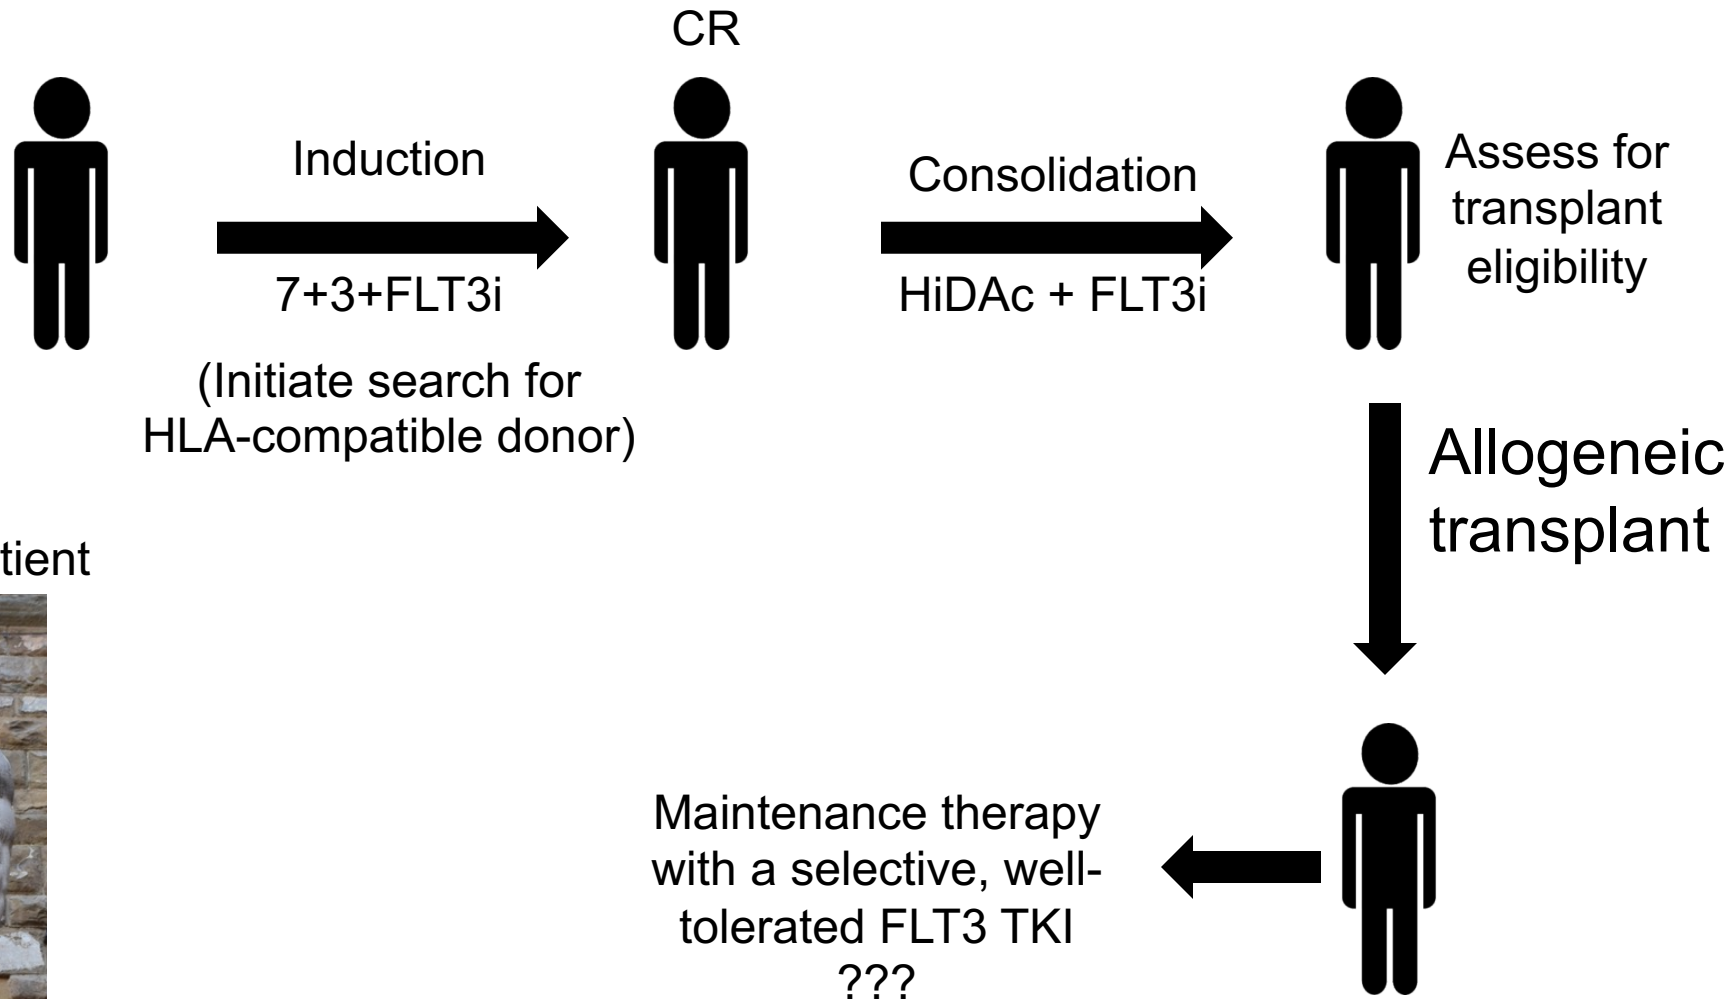 CR
Induction
7+3+FLT3i
(Initiate search for
HLA-compatible donor)
Consolidation
HiDAc + FLT3i
Assess for
transplant
eligibility
Allogeneic
transplant
tient
Maintenance therapy
with a selective, well-
tolerated FLT3 TKI
???